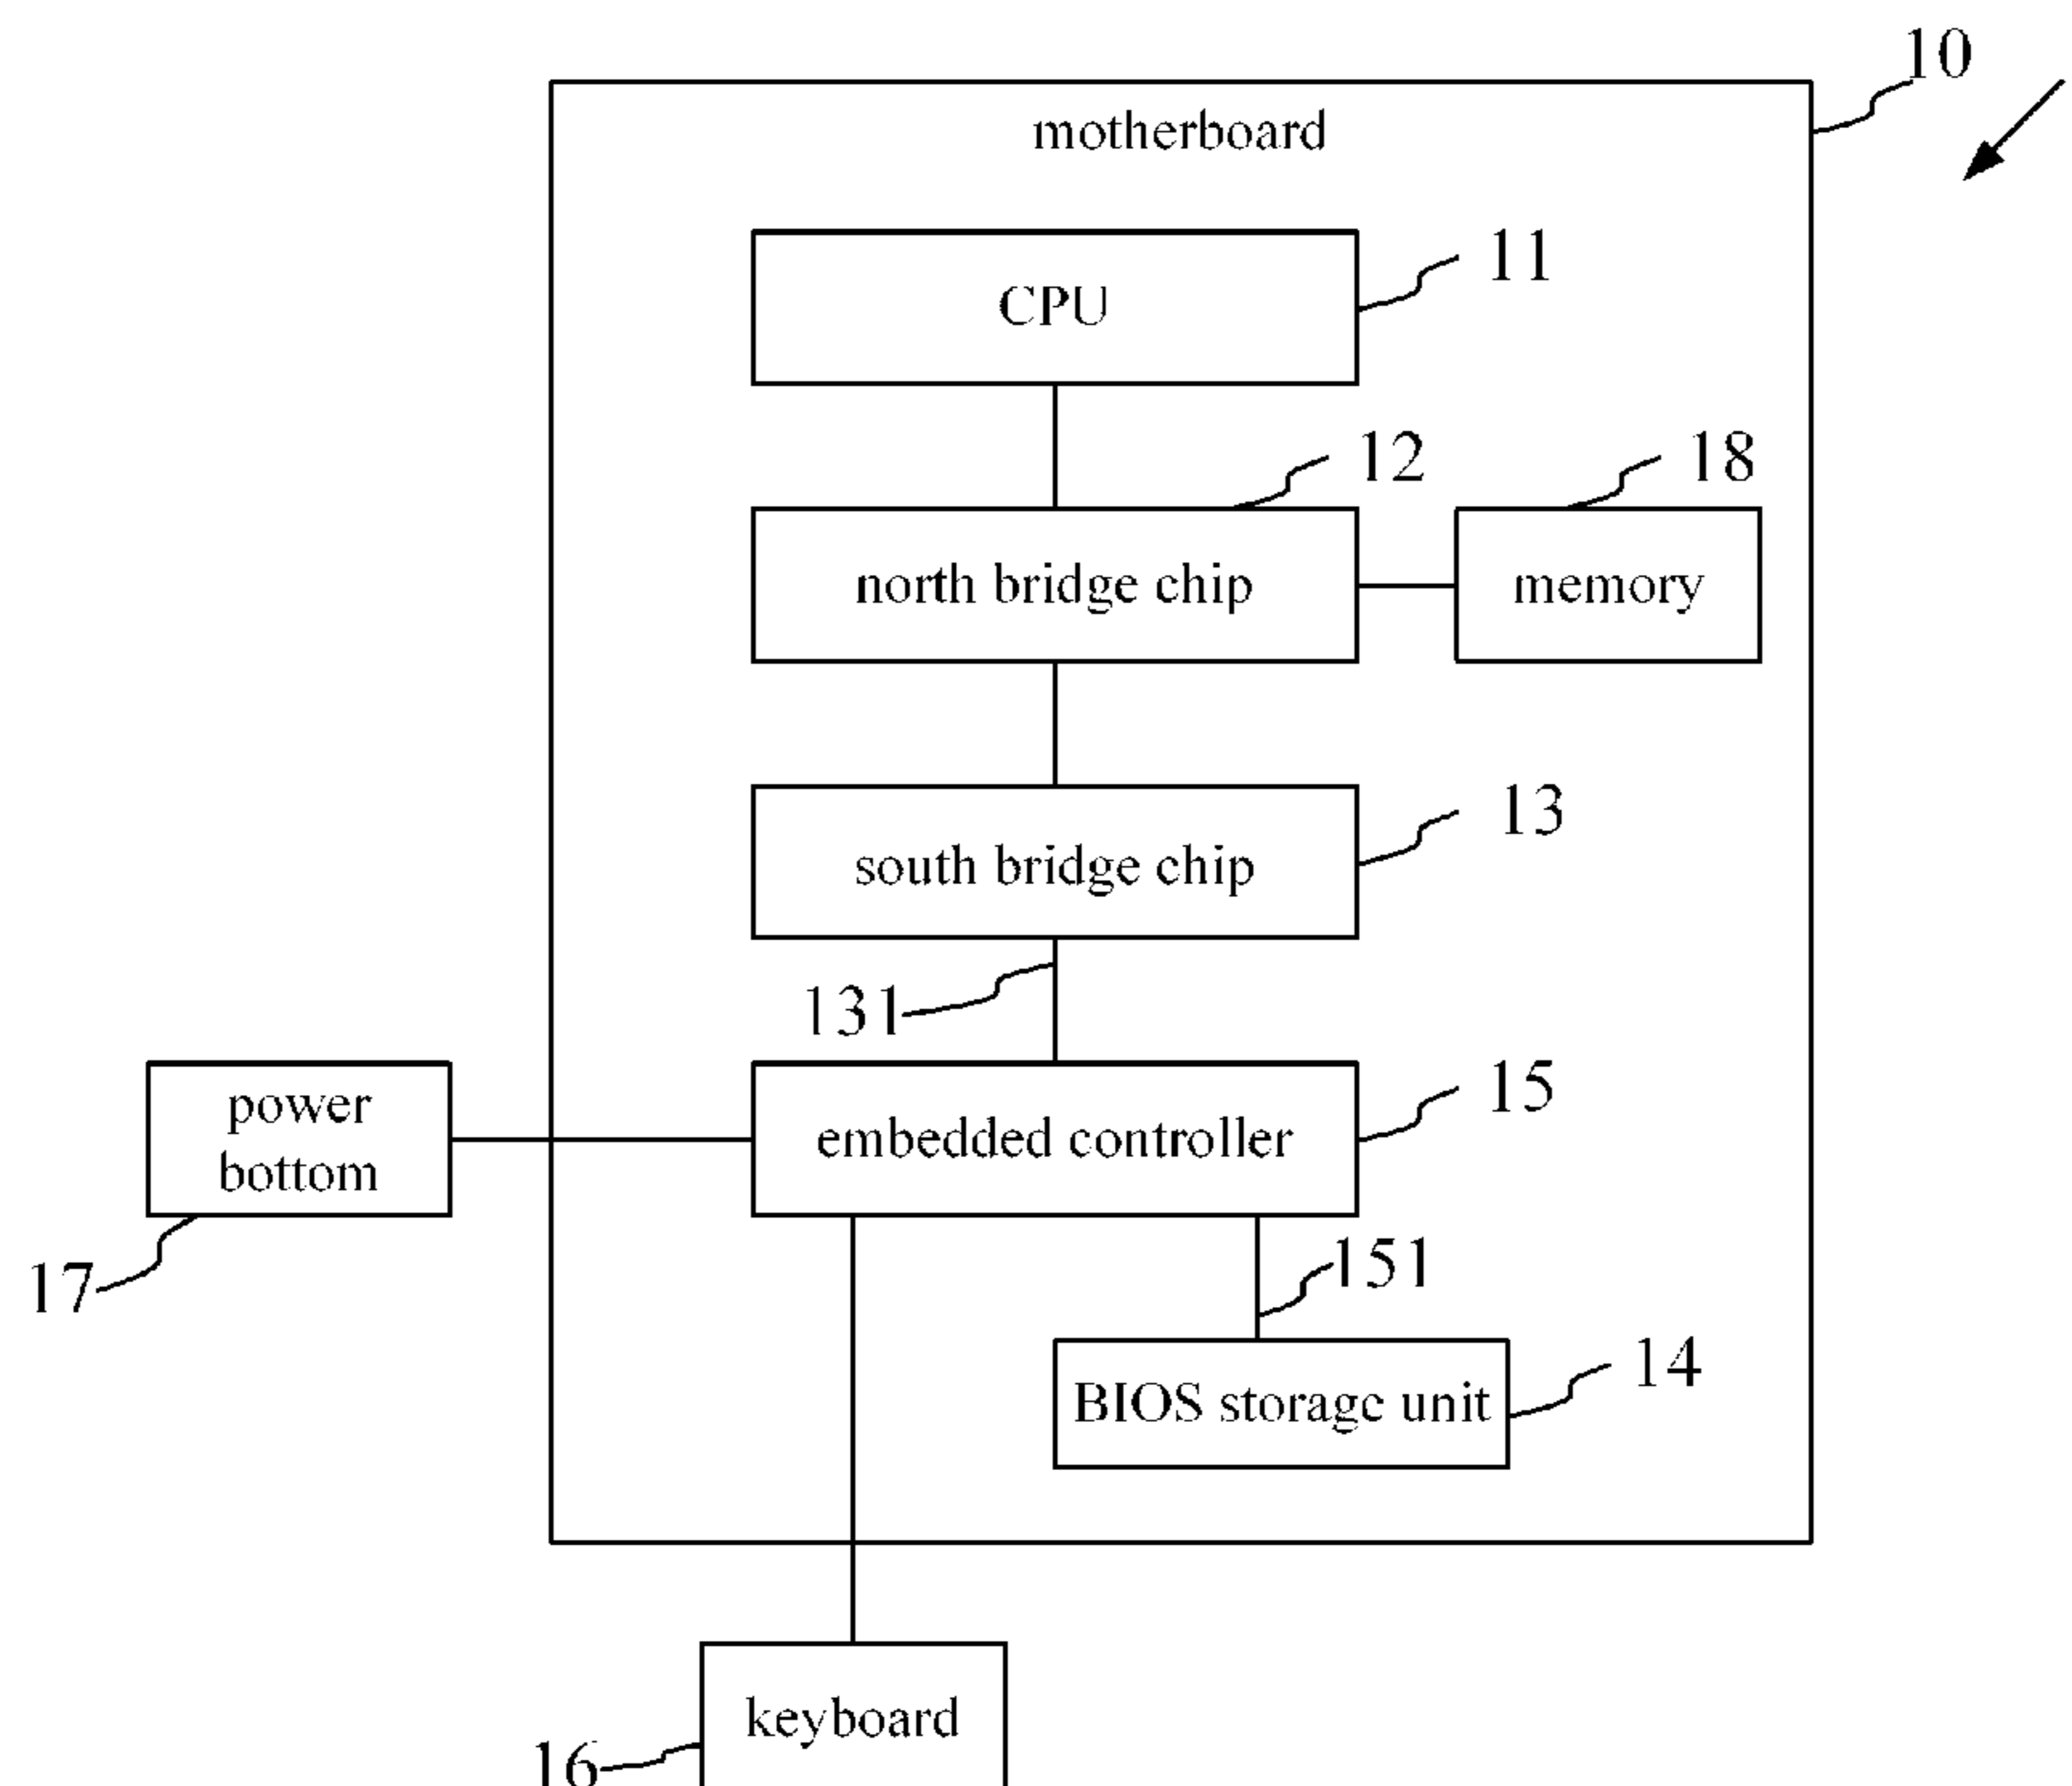 10
motherboard
11
CPU
12
18
north bridge chip
memory
13
south bridge chip
131
15
power
bottom
embedded controller
17
151
14
BIOS storage unit
keyboard
16